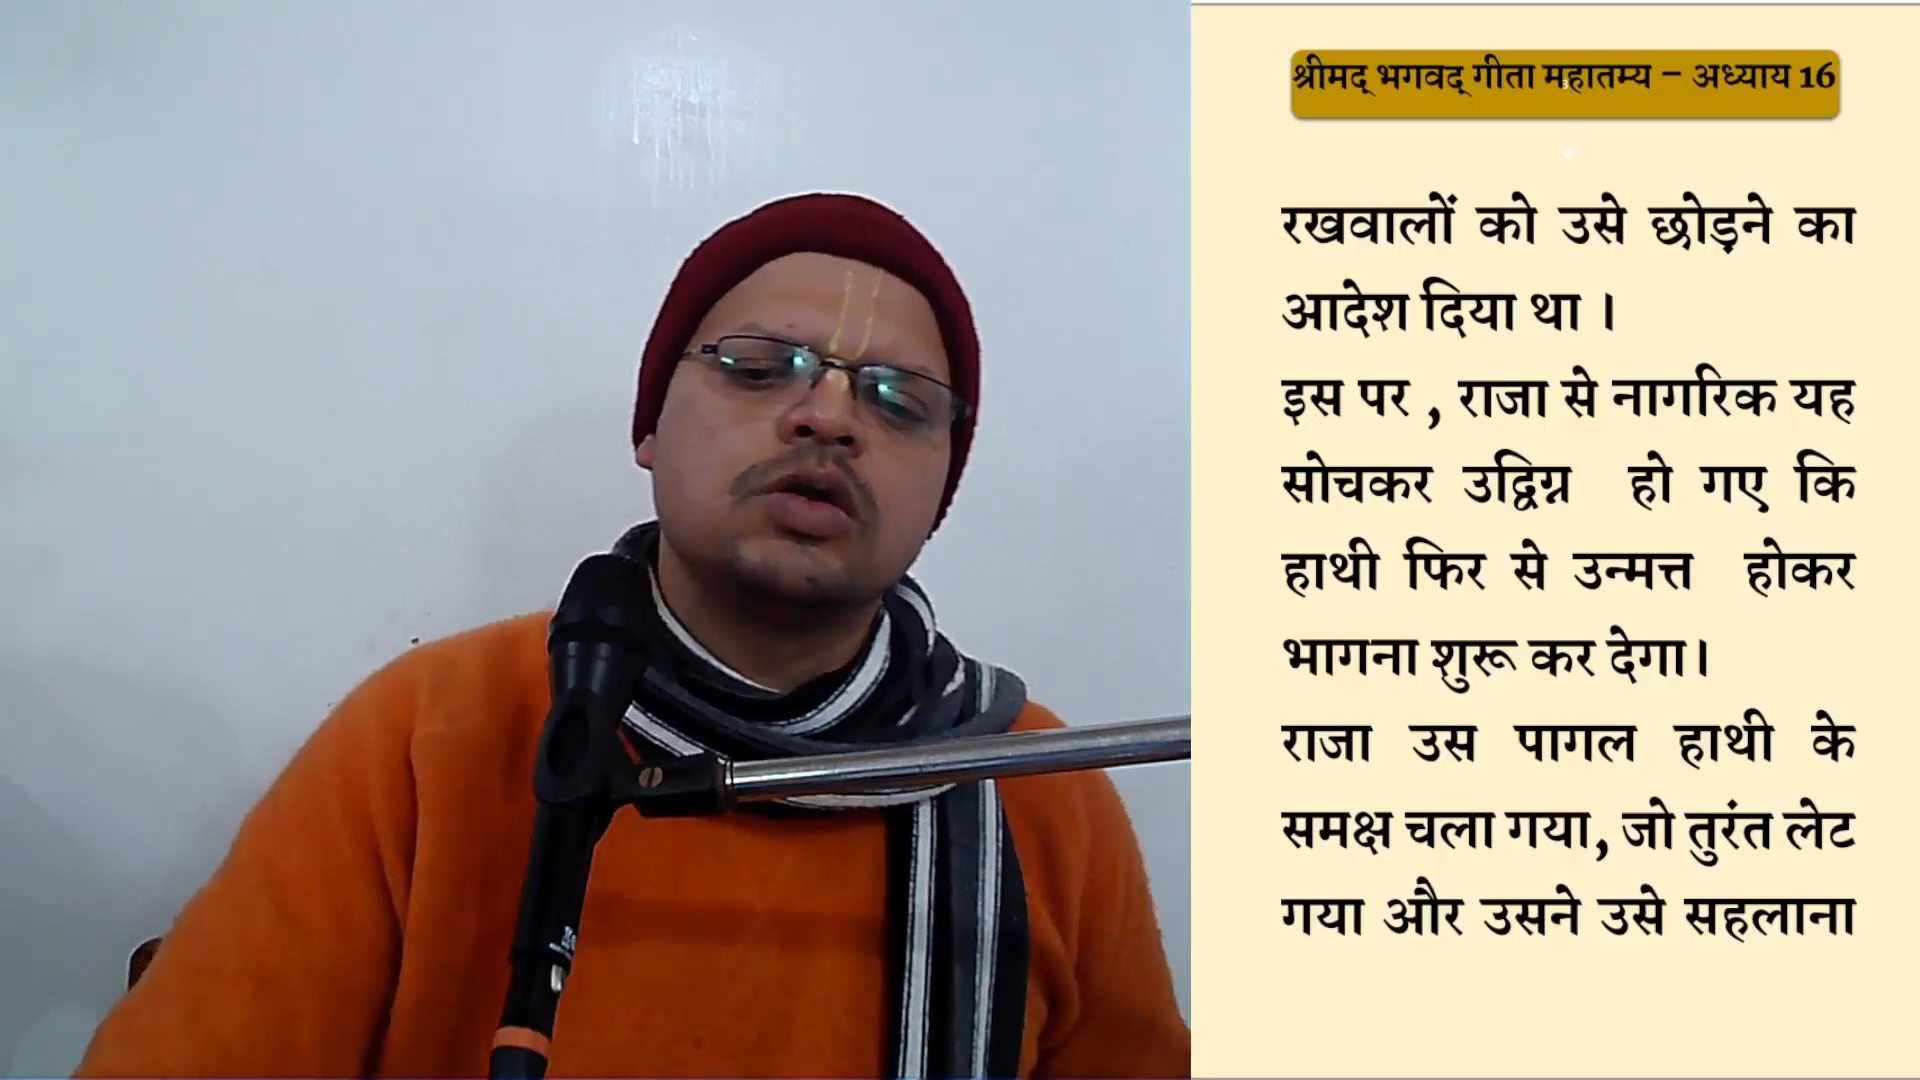 श्रीमद् भगवद् गीता महातम्य – अध्याय 16
रखवालों को उसे छोड़ने का
आदेश दिया था ।
इस पर , राजा से नागरिक यह
सोचकर उद्विग्न हो गए कि
हाथी फिर से उन्मत्त होकर
भागना शुरू कर देगा।
राजा उस पागल हाथी के
समक्ष चला गया, जो तुरंत लेट
गया और उसने उसे सहलाना